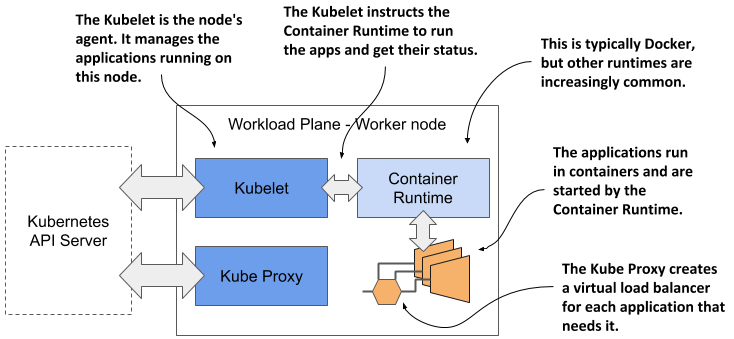 The Kubelet is the node's
agent. It manages the
applications running on
this node.
The Kubelet instructs the
Container Runtime to run
the apps and get their status.
This is typically Docker,
but other runtimes are
increasingly common.
Workload Plane - Worker node
Kubernetes
API Server
Kubelet
Container
Runtime
The applications run
in containers and are
started by the
Container Runtime.
Kube Proxy
The Kube Proxy creates
a virtual load balancer
for each application that
needs it.